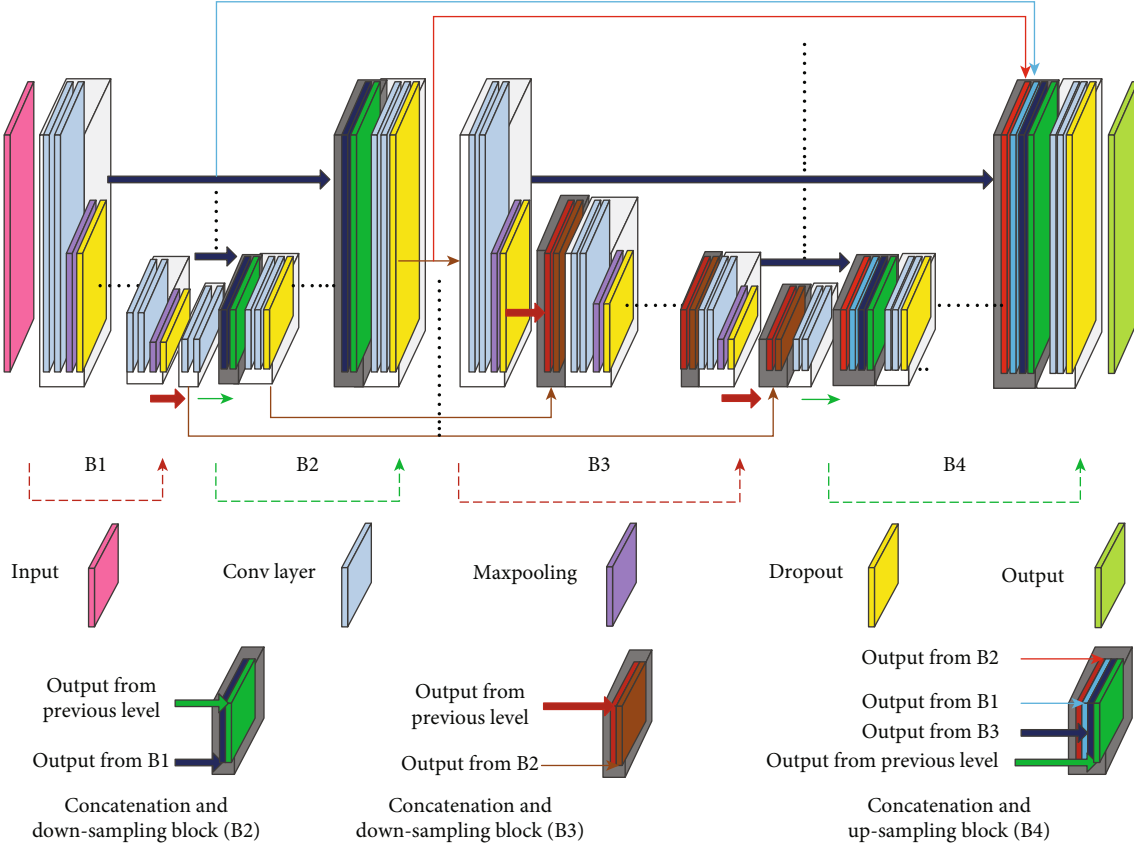 B1
B2
B3
B4
Input
Conv layer
Maxpooling
Dropout
Output
Output from
previous level
Output from B1
Concatenation and
down-sampling block (B2)
Output from
previous level
Output from B2
Concatenation and
down-sampling block (B3)
Output from B2
Output from B1
Output from B3
Output from previous level
Concatenation and
up-sampling block (B4)